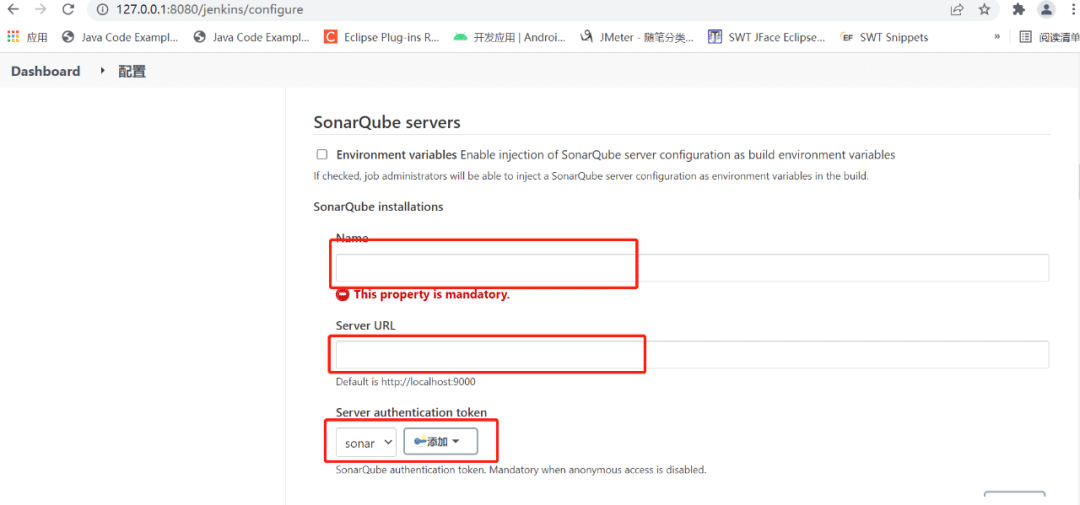 127.0.0.1:8080/jenkins/configure
应用 Java Code Exampl... Java Code Exampl... Eclipse Plug-ins R... 开发应用 | Androi... JMeter - 随笔分类... SWT JFace Eclipse... SWT Snippets » 阅读清单
Dashboard 配置
SonarQube servers
Environment variables Enable injection of SonarQube server configuration as build environment variables
If checked, job administrators will be able to inject a SonarQube server configuration as environment variables in the build.
SonarQube installations
Name
This property is mandatory.
Server URL
Default is http://localhost:9000
Server authentication token
sonar 添加
SonarQube authentication token. Mandatory when anonymous access is disabled.